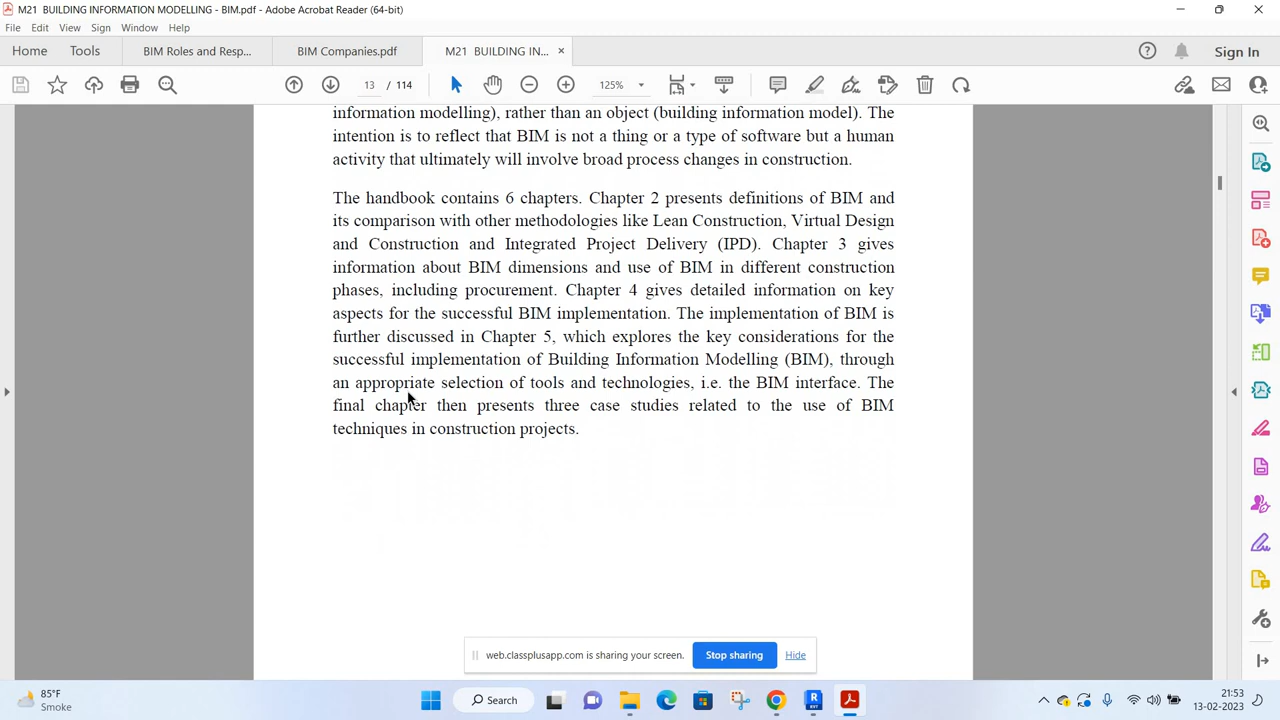 M21 BUILDING INFORMATION MODELLING - BIM.pdf - Adobe Acrobat Reader (64-bit)
File Edit View Sign Window Help
Home Tools BIM Roles and Resp... BIM Companies.pdf M21 BUILDING IN... × Sign In
13 / 114 125%
information modelling), rather than an object (building information model). The
intention is to reflect that BIM is not a thing or a type of software but a human
activity that ultimately will involve broad process changes in construction.
The handbook contains 6 chapters. Chapter 2 presents definitions of BIM and
its comparison with other methodologies like Lean Construction, Virtual Design
and Construction and Integrated Project Delivery (IPD). Chapter 3 gives
information about BIM dimensions and use of BIM in different construction
phases, including procurement. Chapter 4 gives detailed information on key
aspects for the successful BIM implementation. The implementation of BIM is
further discussed in Chapter 5, which explores the key considerations for the
successful implementation of Building Information Modelling (BIM), through
an appropriate selection of tools and technologies, i.e. the BIM interface. The
final chapter then presents three case studies related to the use of BIM
techniques in construction projects.
web.classplusapp.com is sharing your screen. Stop sharing Hide
85°F
Smoke
Search
21:53
13-02-2023